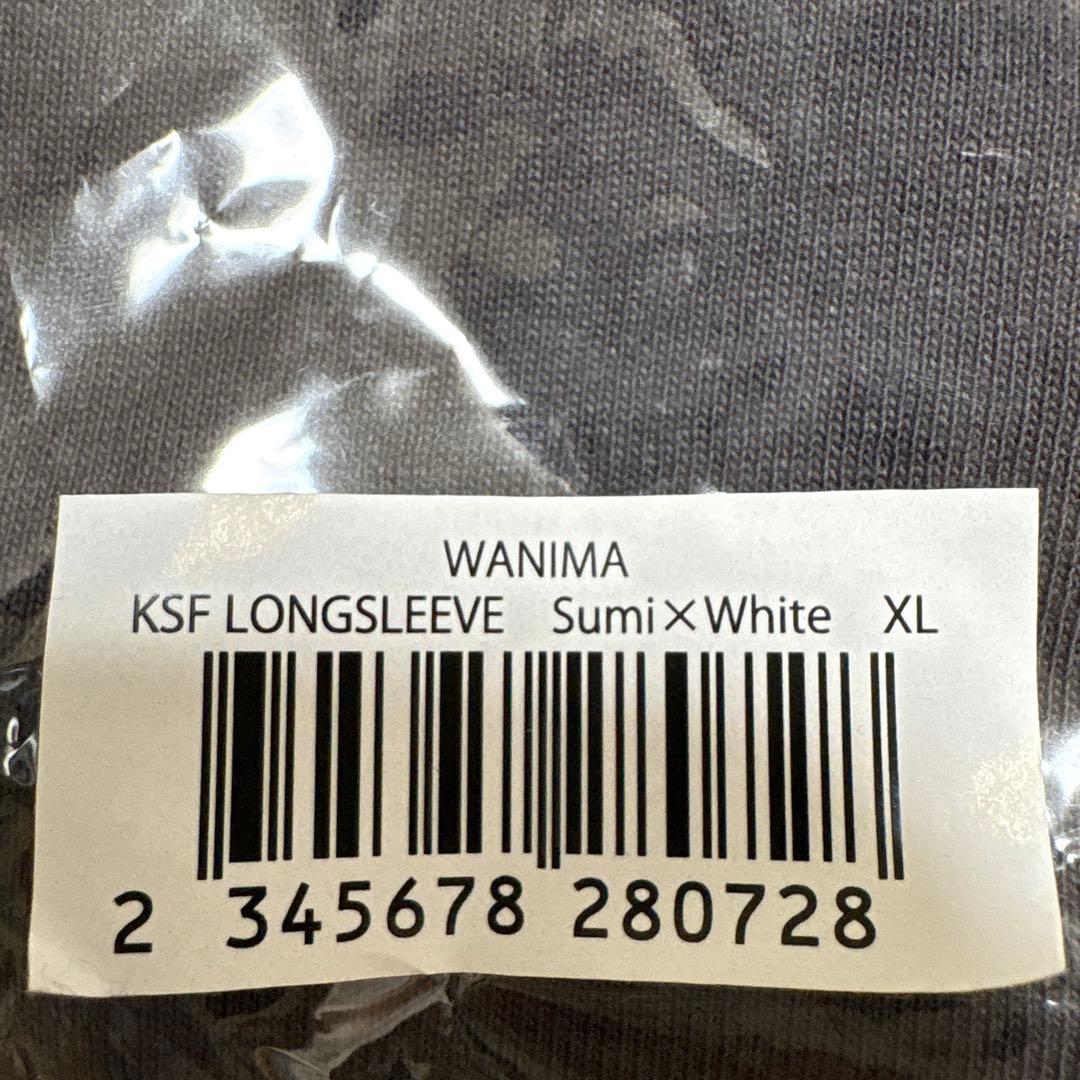 WANIMA
KSF LONGSLEEVE Sumi×White XL
2 345678 280728